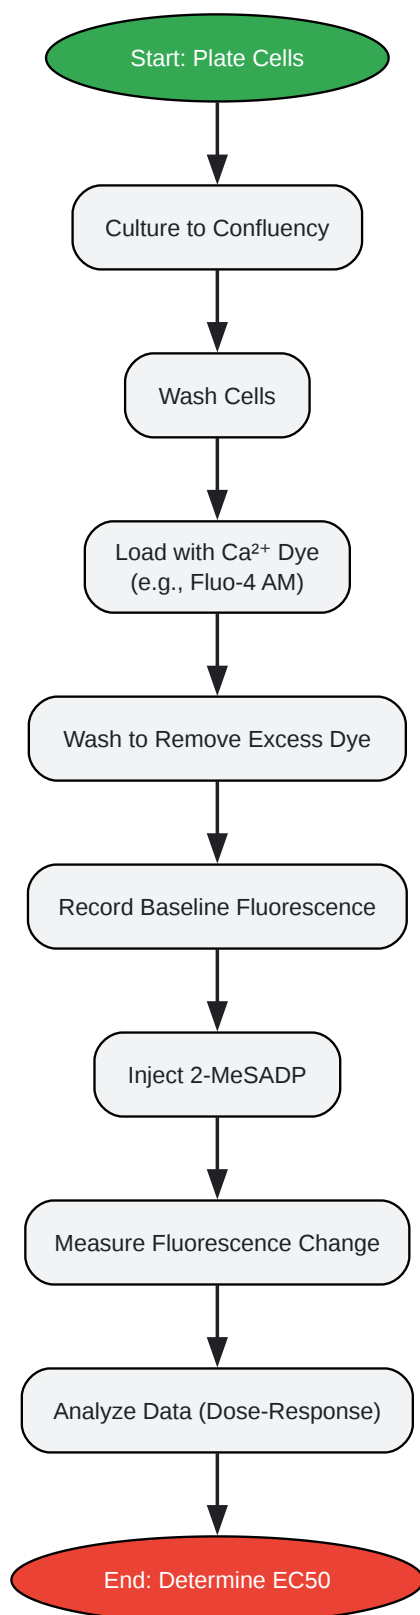 Start: Plate Cells
Culture to Confluency
Wash Cells
Load with Ca²⁺ Dye
(e.g., Fluo-4 AM)
Wash to Remove Excess Dye
Record Baseline Fluorescence
Inject 2-MeSADP
Measure Fluorescence Change
Analyze Data (Dose-Response)
End: Determine EC50